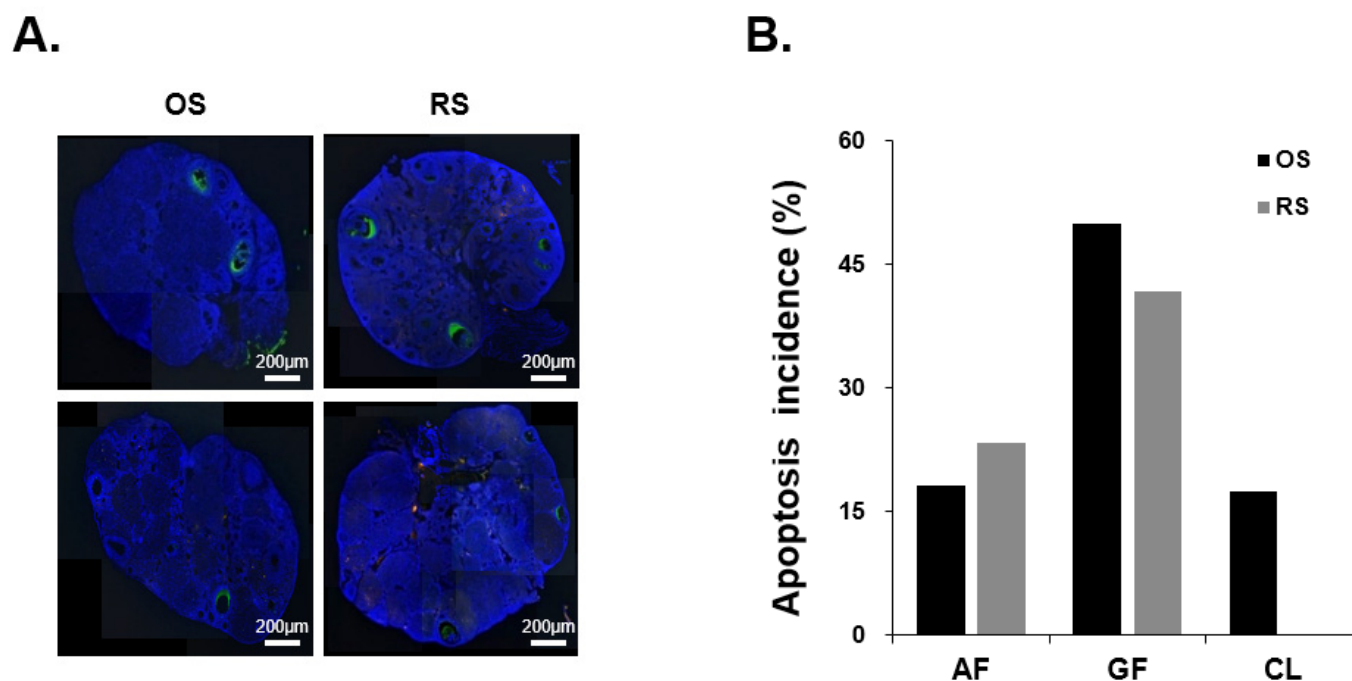 A.
OS
RS
200µm
200µm
200µm
200µm
B.
Apoptosis incidence (%)
60
45
30
15
0
OS
RS
AF
GF
CL